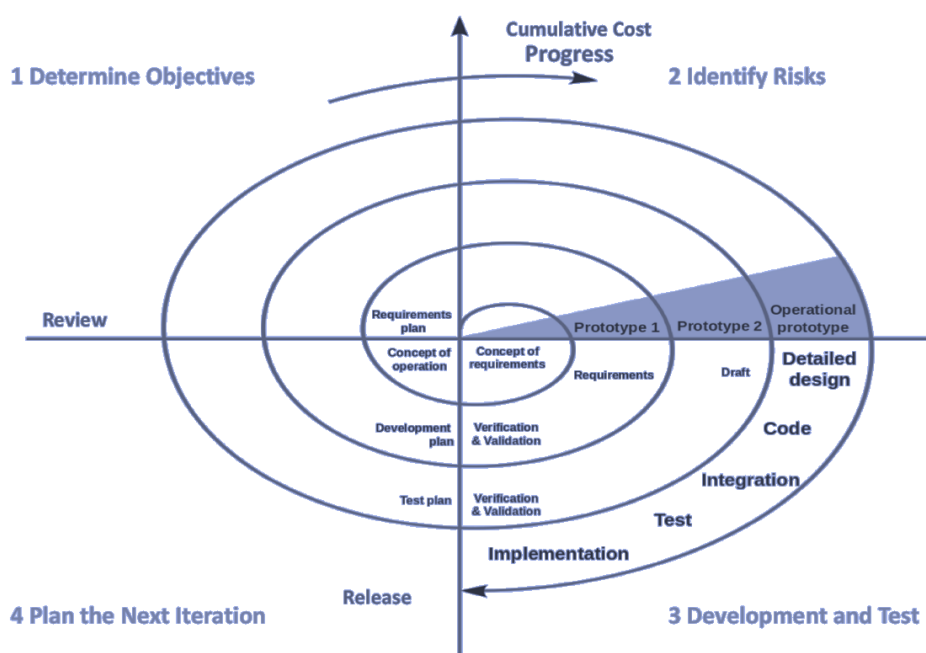 Cumulative Cost
Progress
1 Determine Objectives
2 Identify Risks
Review
Requirements
plan
Prototype 1
Prototype 2
Operational
prototype
Concept of
operation
Concept of
requirements
Requirements
Draft
Detailed
design
Development
plan
Verification
& Validation
Code
Test plan
Verification
& Validation
Integration
Test
Implementation
Release
4 Plan the Next Iteration
3 Development and Test